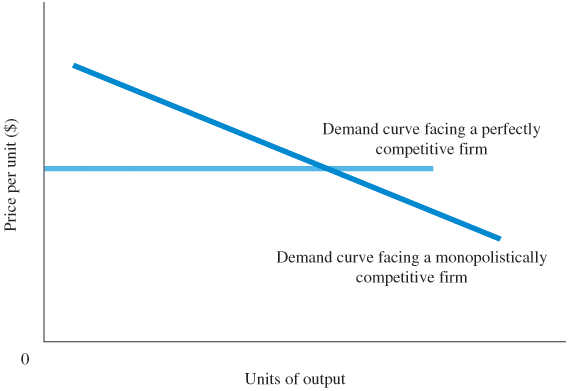 Price per unit ($)
Demand curve facing a perfectly
competitive firm
Demand curve facing a monopolistically
competitive firm
0
Units of output